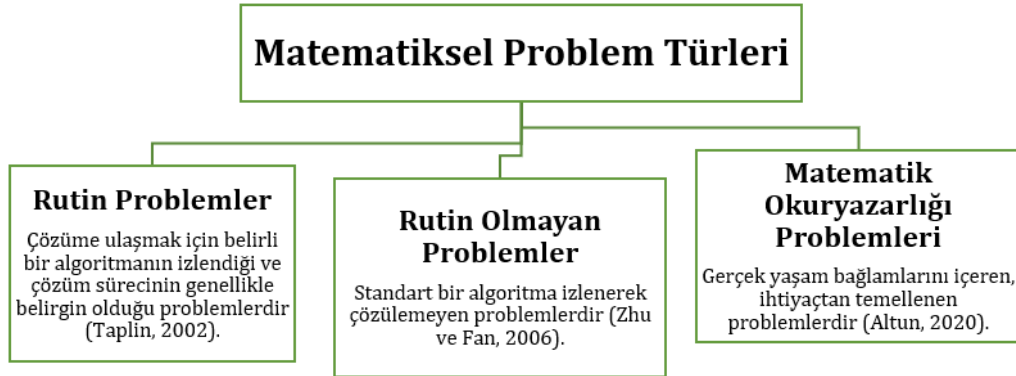 Matematiksel Problem Türleri
Rutin Problemler
Çözüme ulaşmak için belirli
bir algoritmanın izlendiği ve
çözüm sürecinin genellikle
belirgin olduğu problemlerdir
(Taplin, 2002).
Rutin Olmayan
Problemler
Standart bir algoritma izlenerek
çözülemeyen problemlerdir (Zhu
ve Fan, 2006).
Matematik
Okuryazarlığı
Problemleri
Gerçek yaşam bağlamlarını içeren,
ihtiyaçtan temellenen
problemlerdir (Altun, 2020).